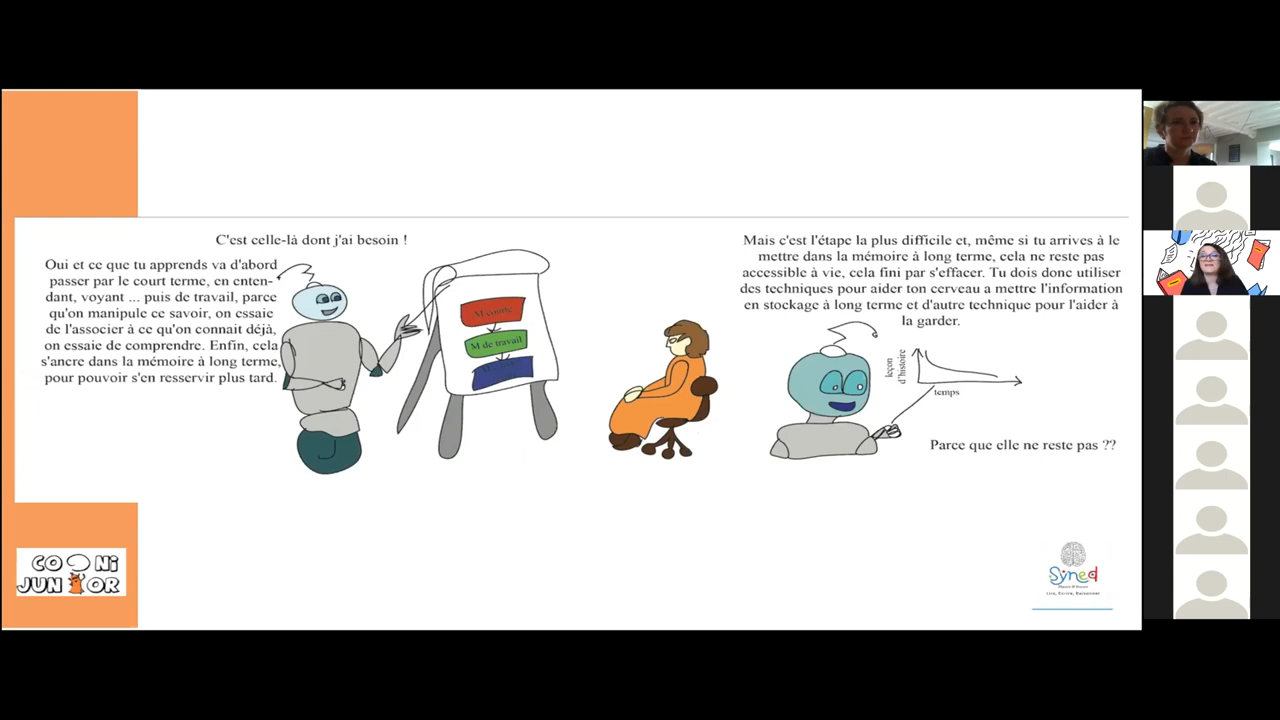 C'est celle-là dont j'ai besoin !
Oui et ce que tu apprends va d'abord
passer par le court terme, en enten-
dant, voyant ... puis de travail, parce
qu'on manipule ce savoir, on essaie
de l'associer à ce qu'on connait déjà,
on essaie de comprendre. Enfin, cela
s'ancre dans la mémoire à long terme,
pour pouvoir s'en resservir plus tard.
M courte
M de travail
Mais c'est l'étape la plus difficile et, même si tu arrives à le
mettre dans la mémoire à long terme, cela ne reste pas
accessible à vie, cela fini par s'effacer. Tu dois donc utiliser
des techniques pour aider ton cerveau a mettre l'information
en stockage à long terme et d'autre technique pour l'aider à
la garder.
leçon
d'histoire
temps
Parce que elle ne reste pas ??
COGNI
JUNIOR
Syned
Lire, Ecrire, Raisonner